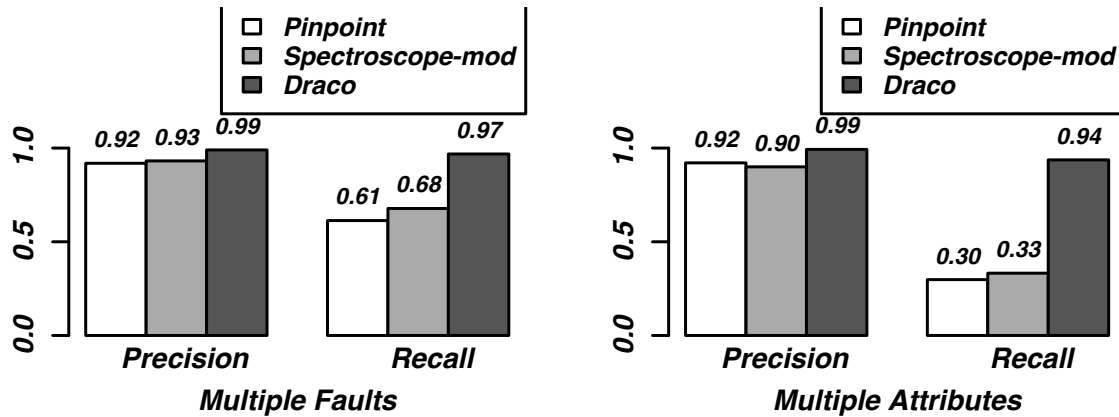 Pinpoint
Spectroscope-mod
Draco
1.0
0.5
0.0
0.92
0.93
0.99
0.61
0.68
0.97
Precision
Recall
Multiple Faults
Pinpoint
Spectroscope-mod
Draco
1.0
0.5
0.0
0.92
0.90
0.99
0.30
0.33
0.94
Precision
Recall
Multiple Attributes